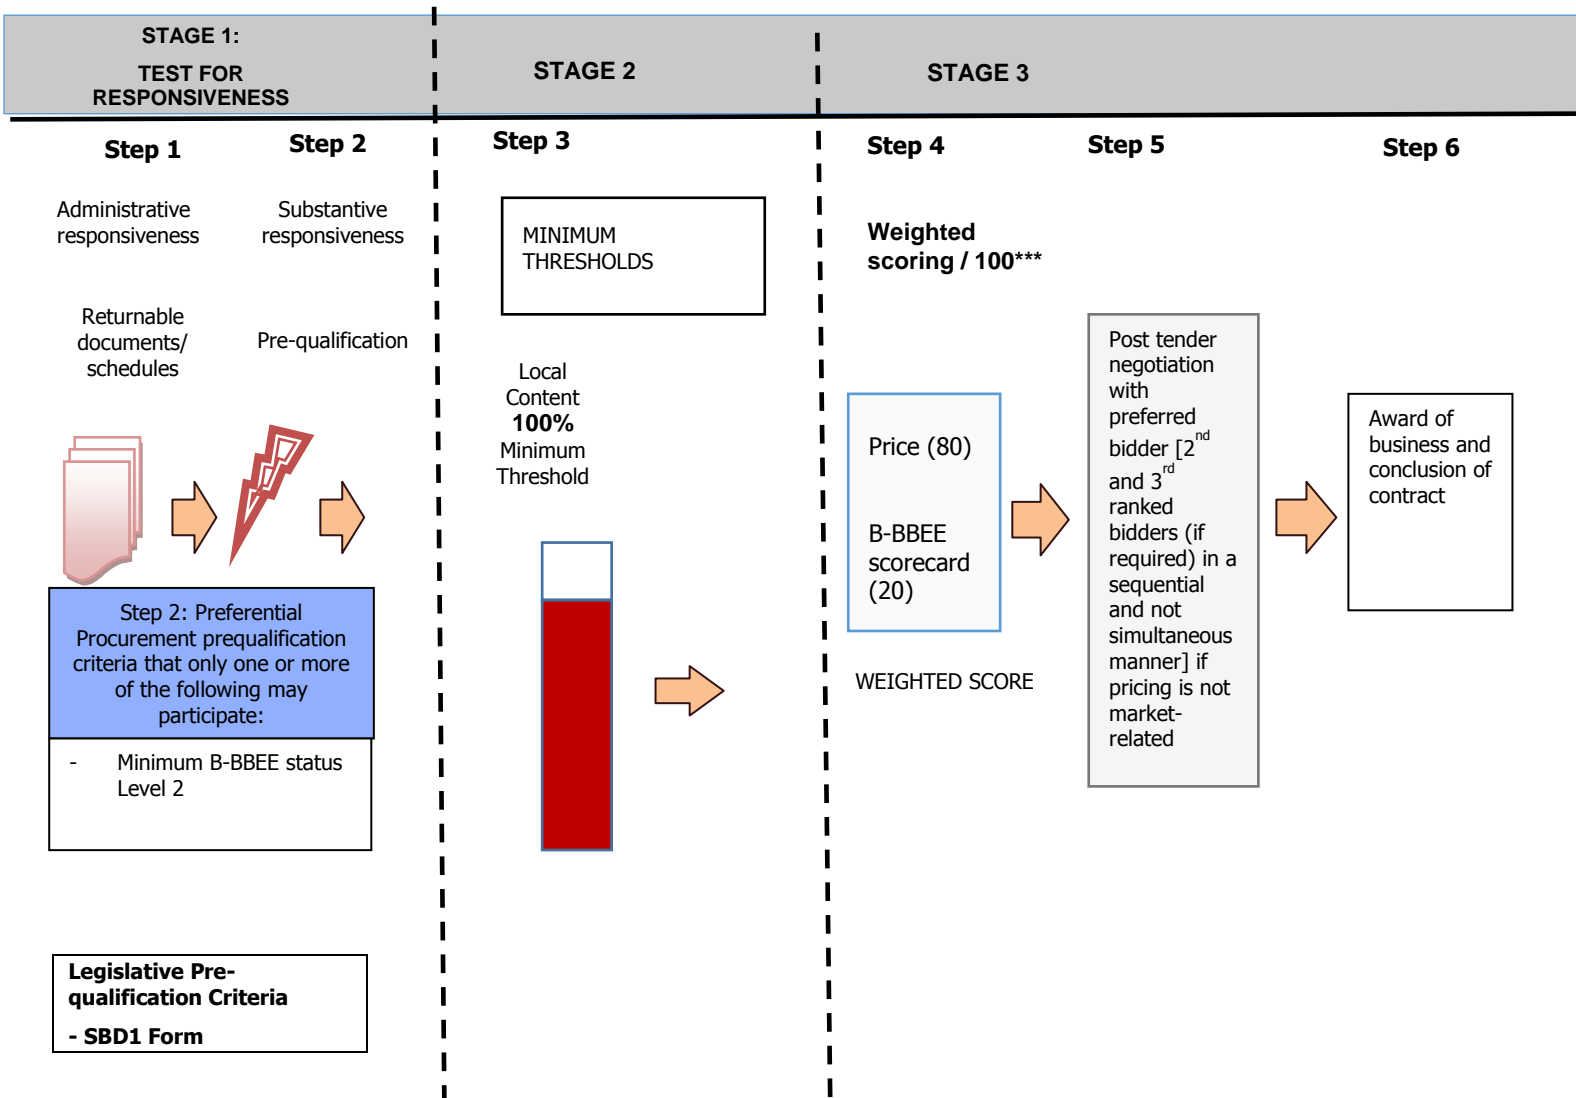 STAGE 1:
TEST FOR
RESPONSIVENESS
STAGE 2
STAGE 3
Step 1
Step 2
Step 3
Step 4
Step 5
Step 6
Administrative
responsiveness
Substantive
responsiveness
Returnable
documents/
schedules
Pre-qualification
Step 2: Preferential
Procurement prequalification
criteria that only one or more
of the following may
participate:
- Minimum B-BBEE status
Level 2
Legislative Pre-
qualification Criteria
- SBD1 Form
MINIMUM
THRESHOLDS
Local
Content
100%
Minimum
Threshold
Weighted
scoring / 100***
Price (80)
B-BBEE
scorecard
(20)
WEIGHTED SCORE
Post tender
negotiation
with
preferred
bidder [2nd
and 3rd
ranked
bidders (if
required) in a
sequential
and not
simultaneous
manner] if
pricing is not
market-
related
Award of
business and
conclusion of
contract